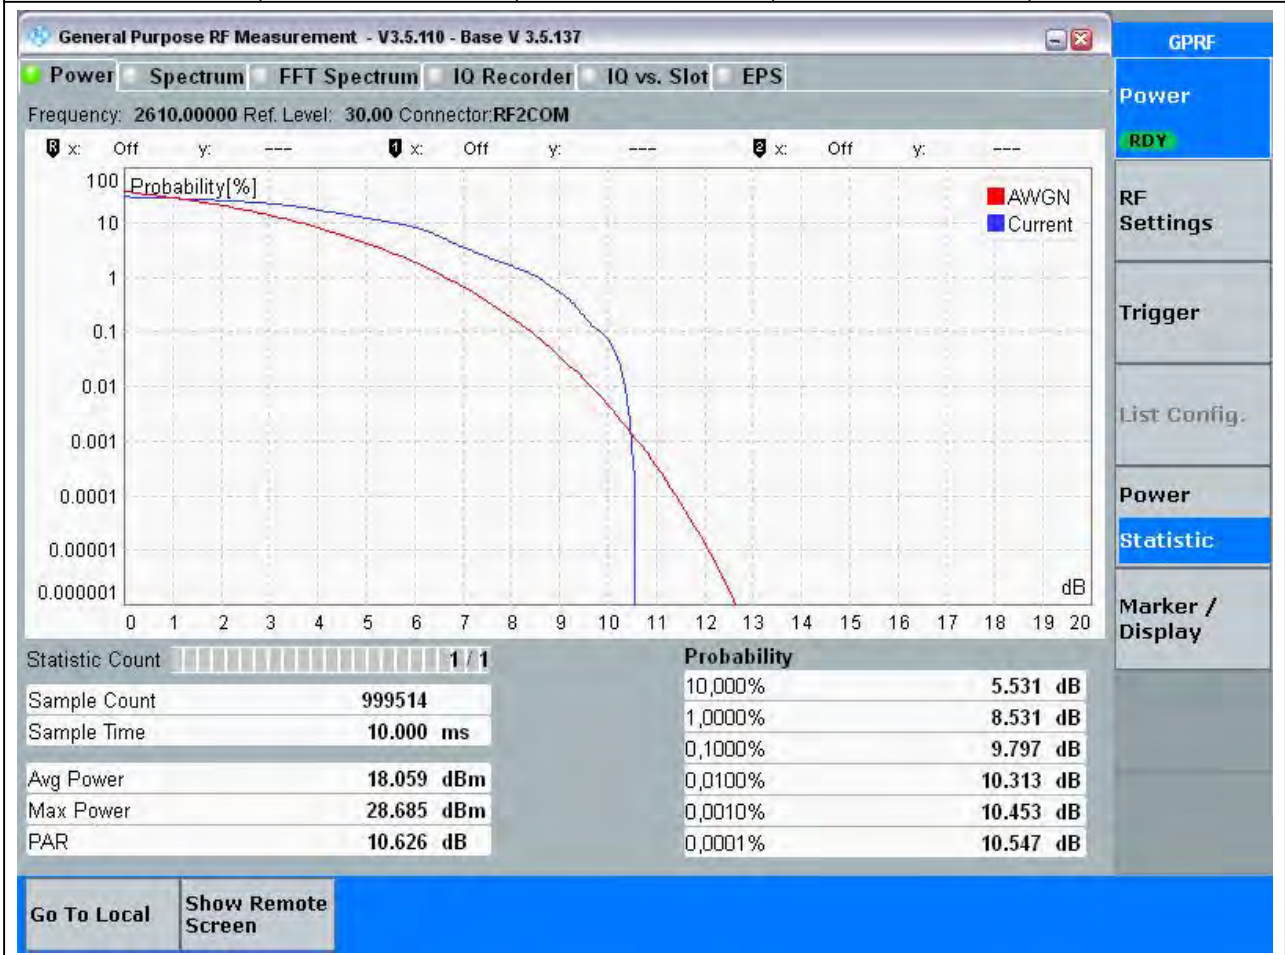 General Purpose RF Measurement - V3.5.110 - Base V 3.5.137
GPRF
Power Spectrum FFT Spectrum IQ Recorder IQ vs. Slot EPS
Frequency: 2610.00000 Ref. Level: 30.00 Connector:RF2COM
R x: Off y: --- 1 x: Off y: --- 2 x: Off y: ---
Probability[%]
AWGN
Current
100
10
1
0.1
0.01
0.001
0.0001
0.00001
0.000001
dB
0 1 2 3 4 5 6 7 8 9 10 11 12 13 14 15 16 17 18 19 20
Statistic Count 1 / 1
Sample Count 999514
Sample Time 10.000 ms
Avg Power 18.059 dBm
Max Power 28.685 dBm
PAR 10.626 dB
Probability
10,000% 5.531 dB
1,0000% 8.531 dB
0,1000% 9.797 dB
0,0100% 10.313 dB
0,0010% 10.453 dB
0,0001% 10.547 dB
Power
RDY
RF
Settings
Trigger
List Config.
Power
Statistic
Marker /
Display
Go To Local
Show Remote
Screen